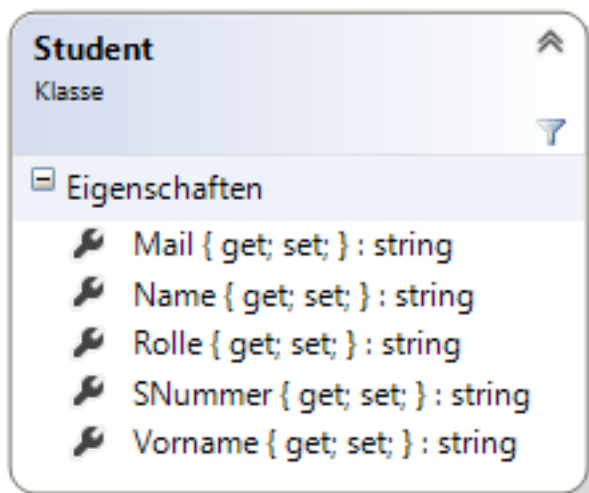 Student
Klasse
Eigenschaften
Mail { get; set; } : string
Name { get; set; } : string
Rolle { get; set; } : string
SNummer { get; set; } : string
Vorname { get; set; } : string